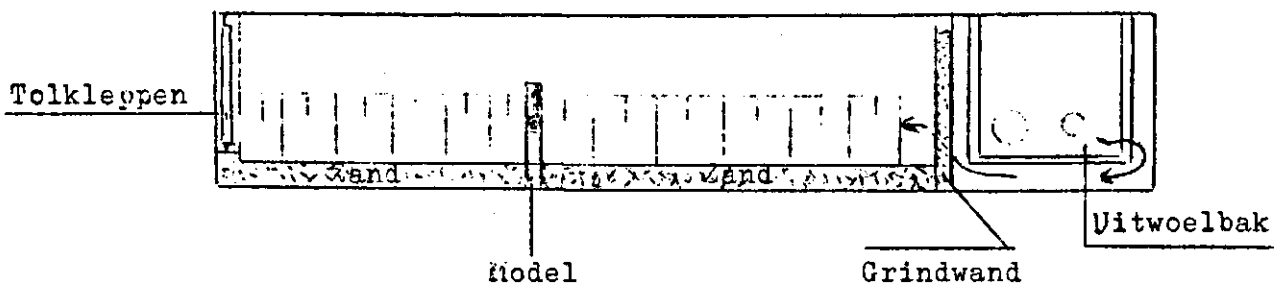 Tolkleppen
Zand
Zand
Model
Grindwand
Uitwoelbak